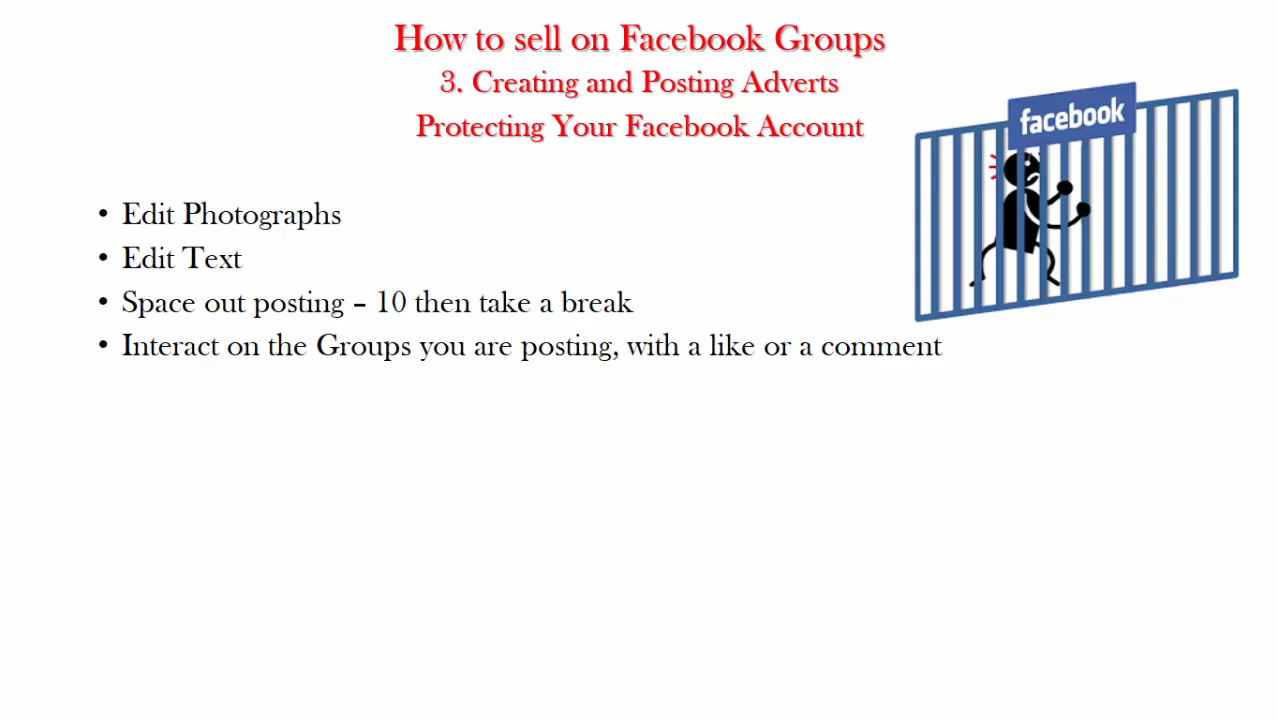 How to sell on Facebook Groups
3. Creating and Posting Adverts
Protecting Your Facebook Account
facebook
• Edit Photographs
• Edit Text
• Space out posting – 10 then take a break
• Interact on the Groups you are posting, with a like or a comment